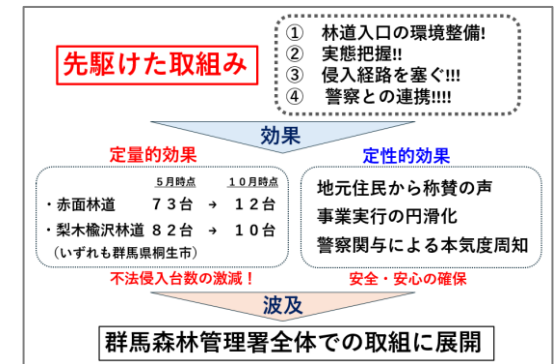 先駆けた取組み
① 林道入口の環境整備!
② 実態把握!!
③ 侵入経路を塞ぐ!!!
④ 警察との連携!!!!
効果
定量的効果
5月時点 10月時点
・赤面林道 73台 → 12台
・梨木楡沢林道 82台 → 10台
（いずれも群馬県桐生市）
不法侵入台数の激減！
定性的効果
地元住民から称賛の声
事業実行の円滑化
警察関与による本気度周知
安全・安心の確保
波及
群馬森林管理署全体での取組に展開